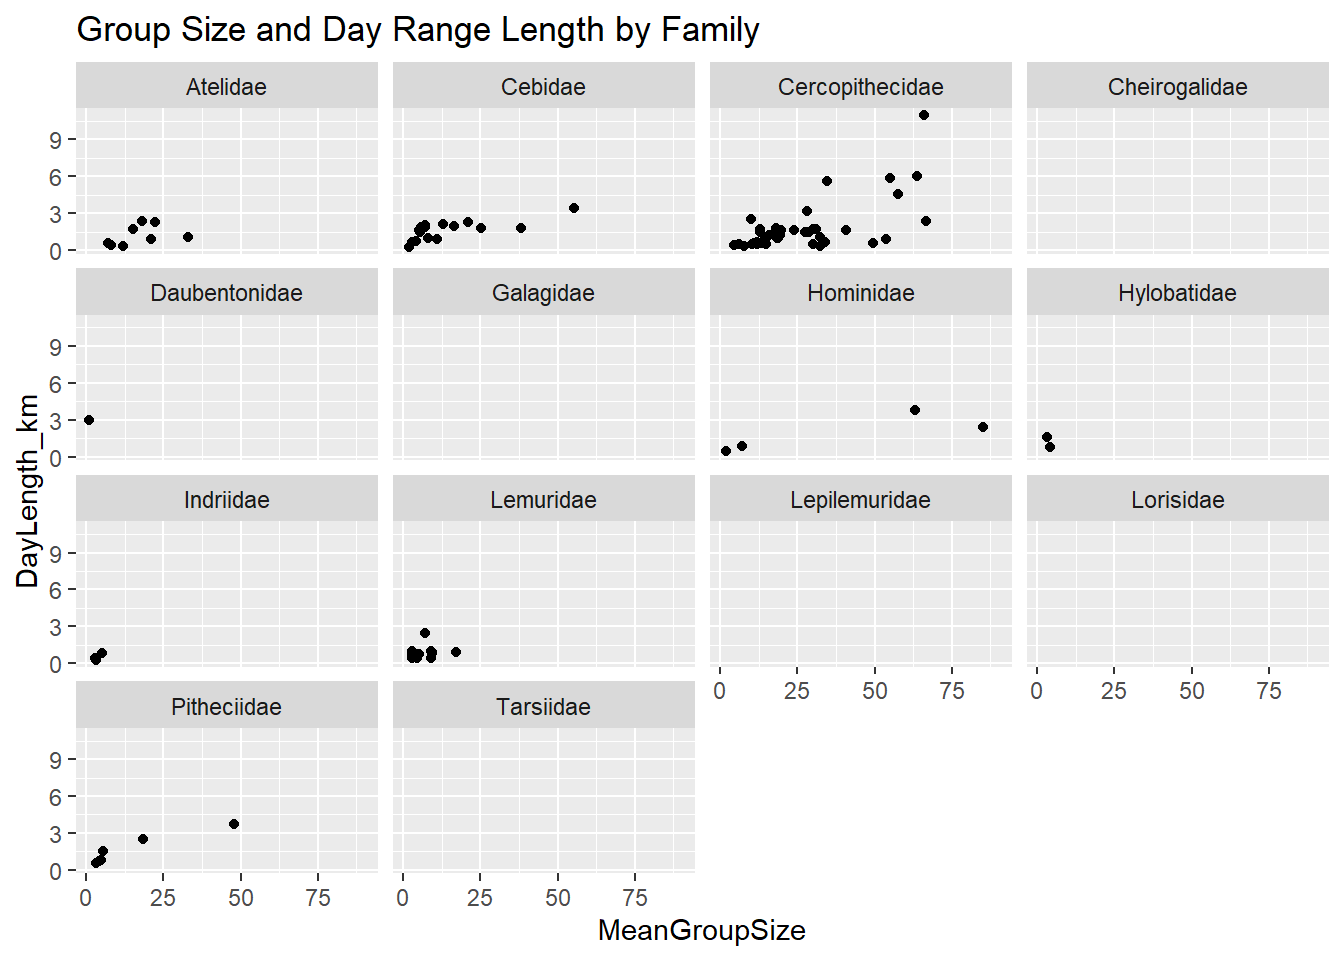 Group Size and Day Range Length by Family
Atelidae Cebidae Cercopithecidae Cheirogalidae
9
6
3
0
Daubentonidae Galagidae Hominidae Hylobatidae
9
6
3
0
DayLength_km
Indriidae Lemuridae Lepilemuridae Lorisidae
9
6
3
0
0 25 50 75 0 25 50 75
Pitheciidae Tarsiidae
9
6
3
0
0 25 50 75 0 25 50 75
MeanGroupSize